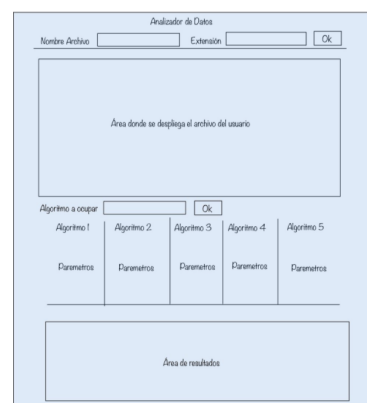 Analizador de Datos
Nombre Archivo Extensión Ok
Área donde se despliega el archivo del usuario
Algoritmo a ocupar Ok
Algoritmo 1 Algoritmo 2 Algoritmo 3 Algoritmo 4 Algoritmo 5
Paremetros Paremetros Paremetros Paremetros Paremetros
Área de resultados